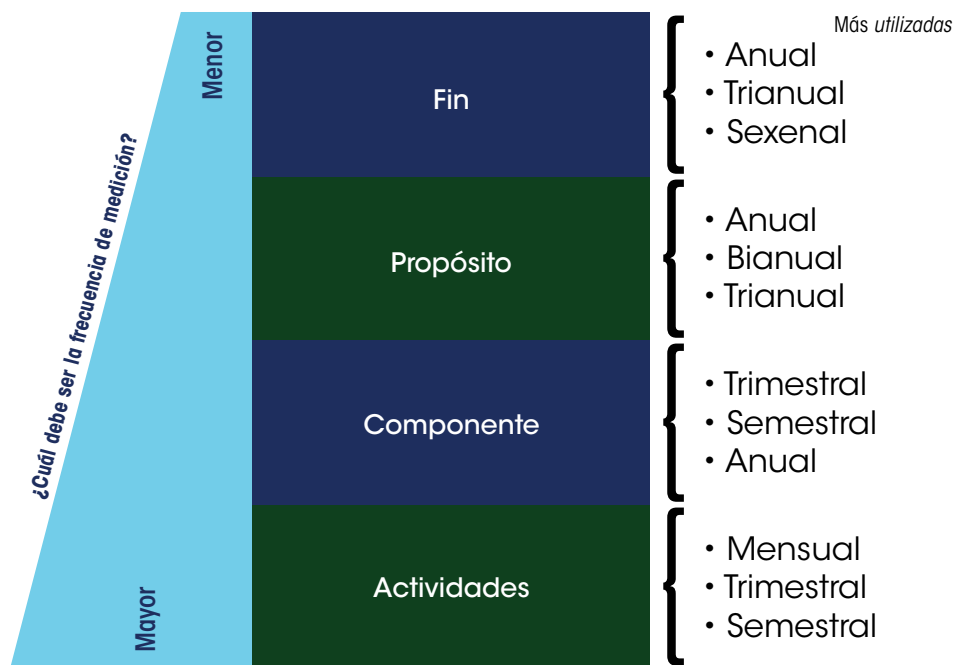 Más utilizadas
¿Cuál debe ser la frecuencia de medición?
Menor
Fin
• Anual
• Trianual
• Sexenal
Propósito
• Anual
• Bianual
• Trianual
Componente
• Trimestral
• Semestral
• Anual
Mayor
Actividades
• Mensual
• Trimestral
• Semestral